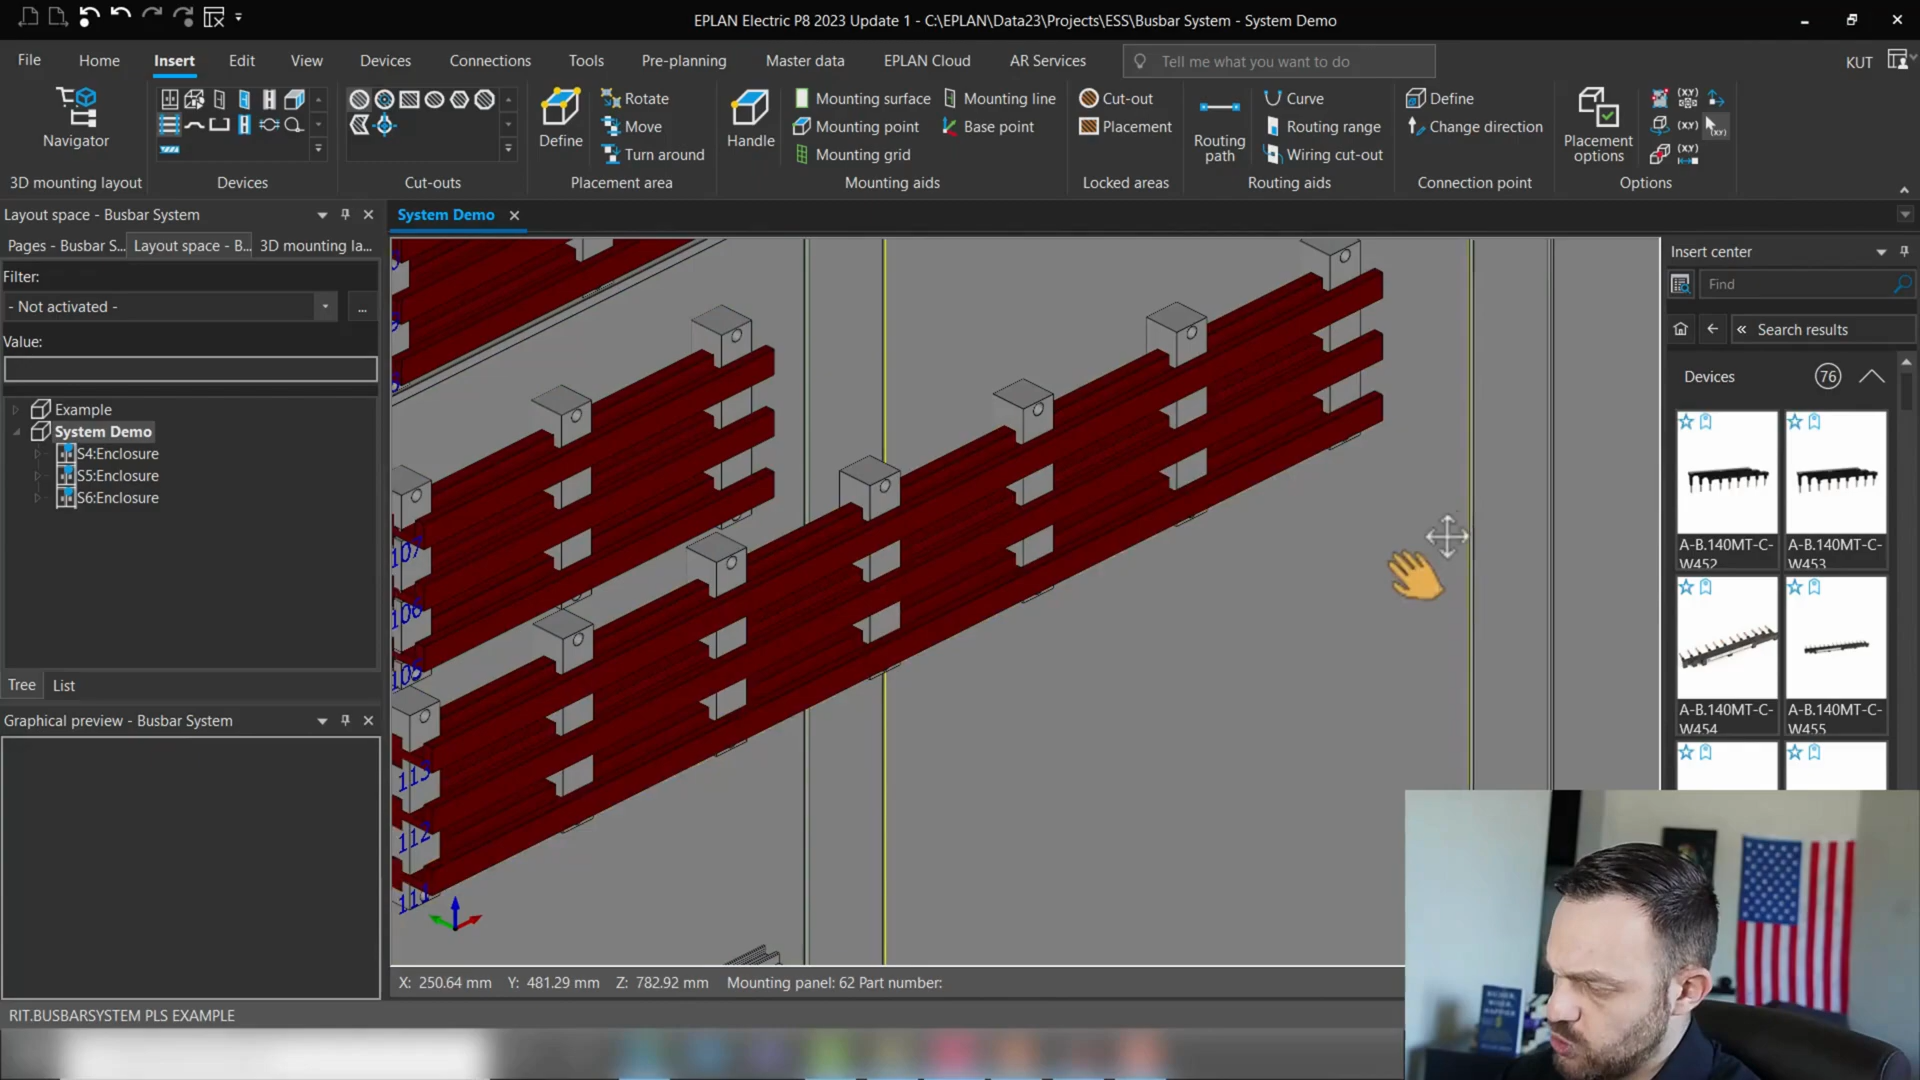 EPLAN Electric P8 2023 Update 1 - C:\EPLAN\Data23\Projects\ESS\Busbar System - System Demo
File Home Insert Edit View Devices Connections Tools Pre-planning Master data EPLAN Cloud AR Services Tell me what you want to do KUT
Navigator
3D mounting layout
Devices
Cut-outs
Define
Rotate
Move
Turn around
Placement area
Handle
Mounting surface
Mounting point
Mounting grid
Mounting line
Base point
Mounting aids
Cut-out
Placement
Locked areas
Routing path
Curve
Routing range
Wiring cut-out
Routing aids
Define
Change direction
Connection point
Placement options
Options
Layout space - Busbar System
Pages - Busbar S... Layout space - B... 3D mounting la...
Filter:
- Not activated -
...
Value:
Example
System Demo
S4:Enclosure
S5:Enclosure
S6:Enclosure
Tree List
Graphical preview - Busbar System
System Demo
107
106
105
113
112
111
X: 250.64 mm Y: 481.29 mm Z: 782.92 mm Mounting panel: 62 Part number:
RIT.BUSBARSYSTEM PLS EXAMPLE
Insert center
Find
« Search results
Devices 76
A-B.140MT-C-W452
A-B.140MT-C-W453
A-B.140MT-C-W454
A-B.140MT-C-W455